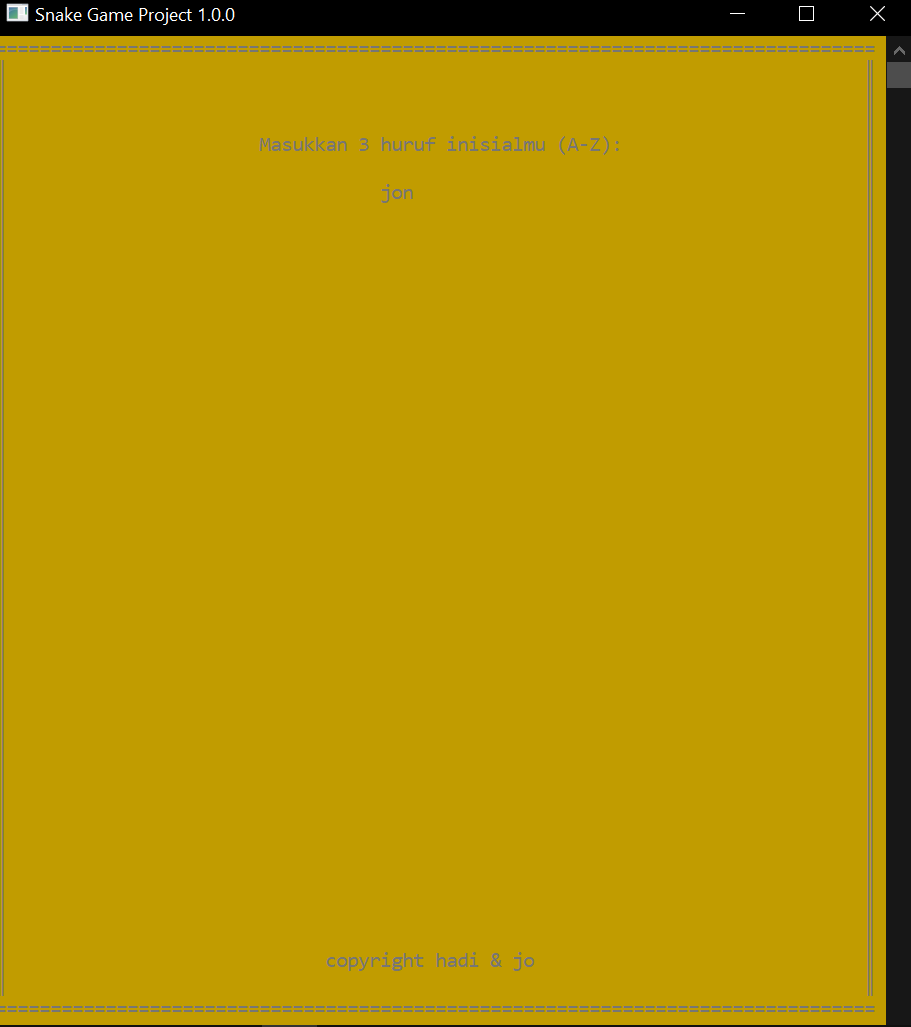 Snake Game Project 1.0.0
Masukkan 3 huruf inisialmu (A-Z):
jon
copyright hadi & jo